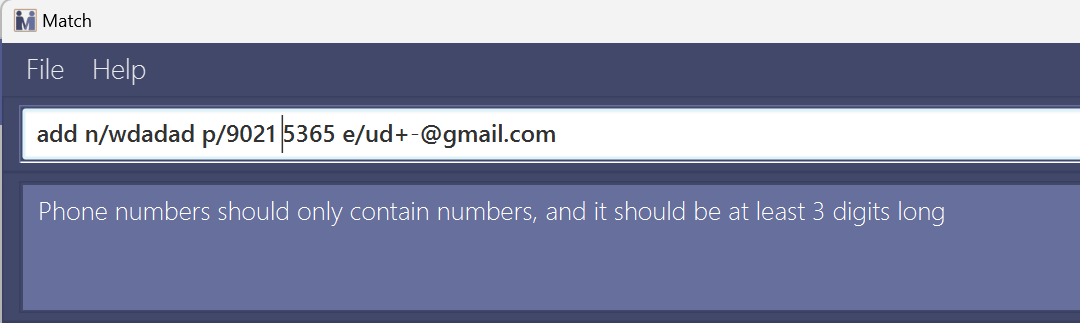 Match
File Help
add n/wdadad p/9021 5365 e/ud+-@gmail.com
Phone numbers should only contain numbers, and it should be at least 3 digits long